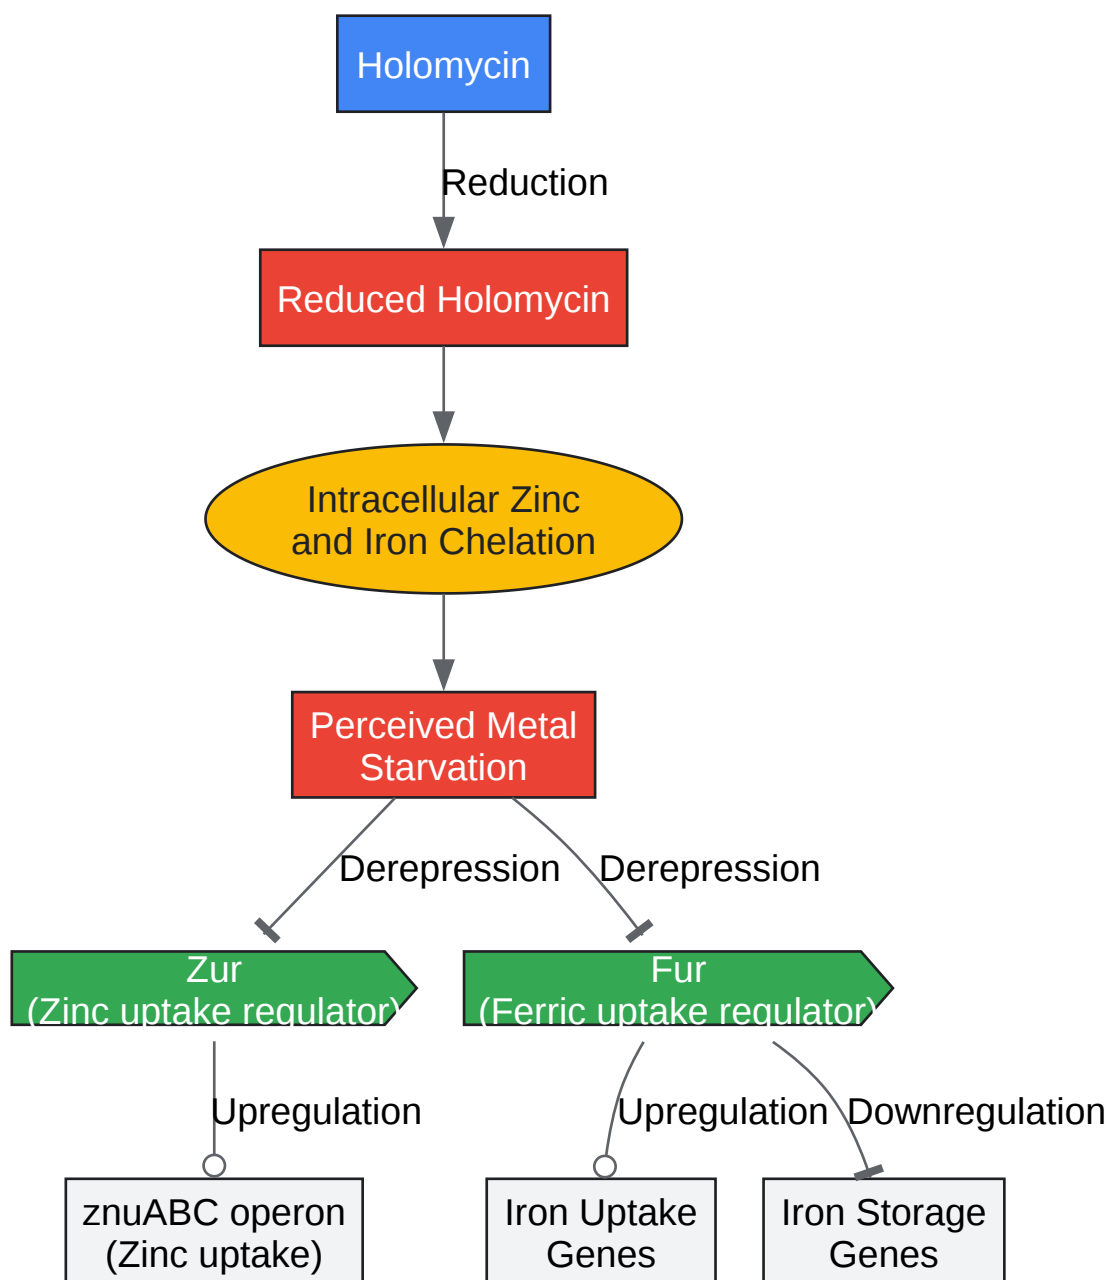 Holomycin
Reduction
Reduced Holomycin
Intracellular Zinc
and Iron Chelation
Perceived Metal
Starvation
Derepression
Derepression
Zur
(Zinc uptake regulator)
Fur
(Ferric uptake regulator)
Upregulation
Upregulation
Downregulation
znuABC operon
(Zinc uptake)
Iron Uptake
Genes
Iron Storage
Genes